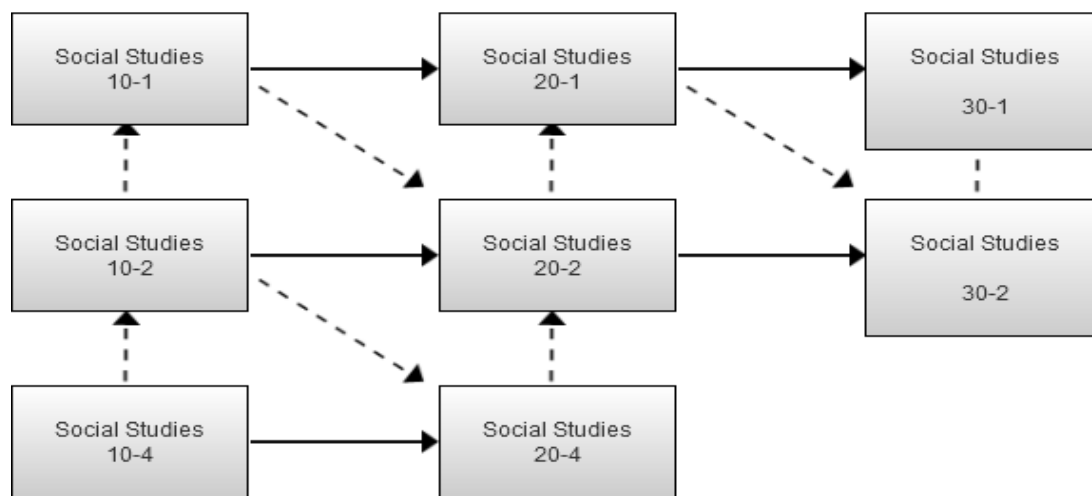 Social Studies
10-1
Social Studies
20-1
Social Studies
30-1
Social Studies
10-2
Social Studies
20-2
Social Studies
30-2
Social Studies
10-4
Social Studies
20-4